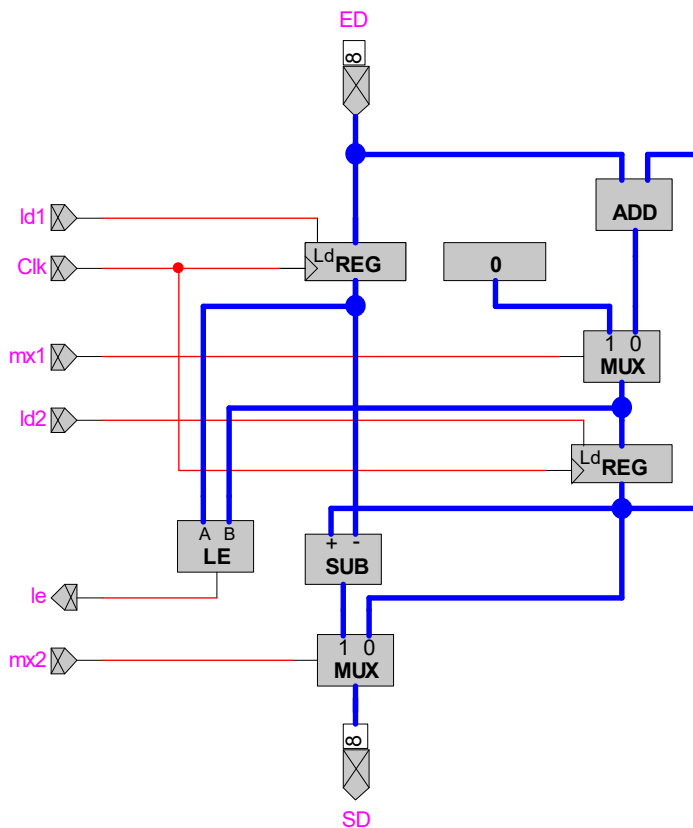 ED
8
ADD
ld1
Ld
REG
Clk
0
1 0
MUX
mx1
ld2
Ld
REG
A B
LE
+ -
SUB
le
1 0
MUX
mx2
8
SD